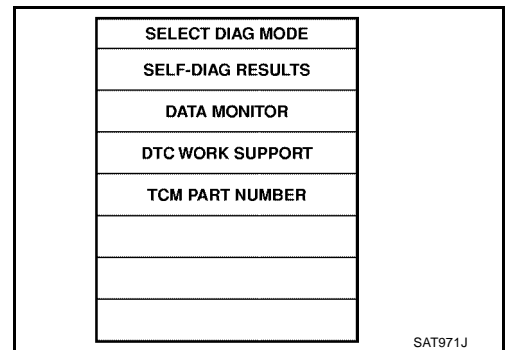 SELECT DIAG MODE
SELF-DIAG RESULTS
DATA MONITOR
DTC WORK SUPPORT
TCM PART NUMBER
SAT971J